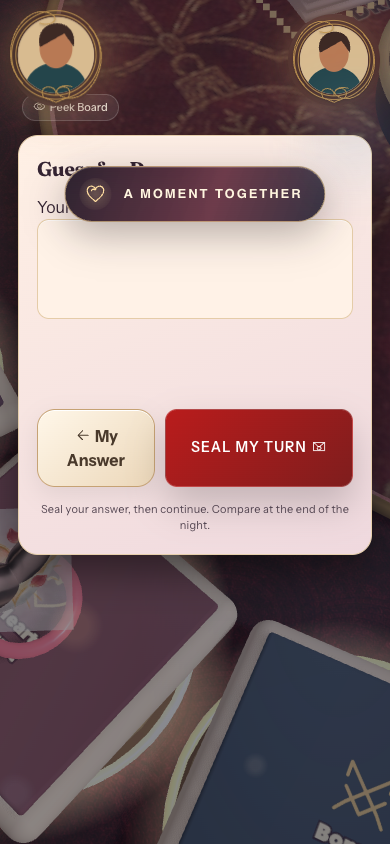 Peek Board
A MOMENT TOGETHER
← My
Answer
SEAL MY TURN
Seal your answer, then continue. Compare at the end of the
night.